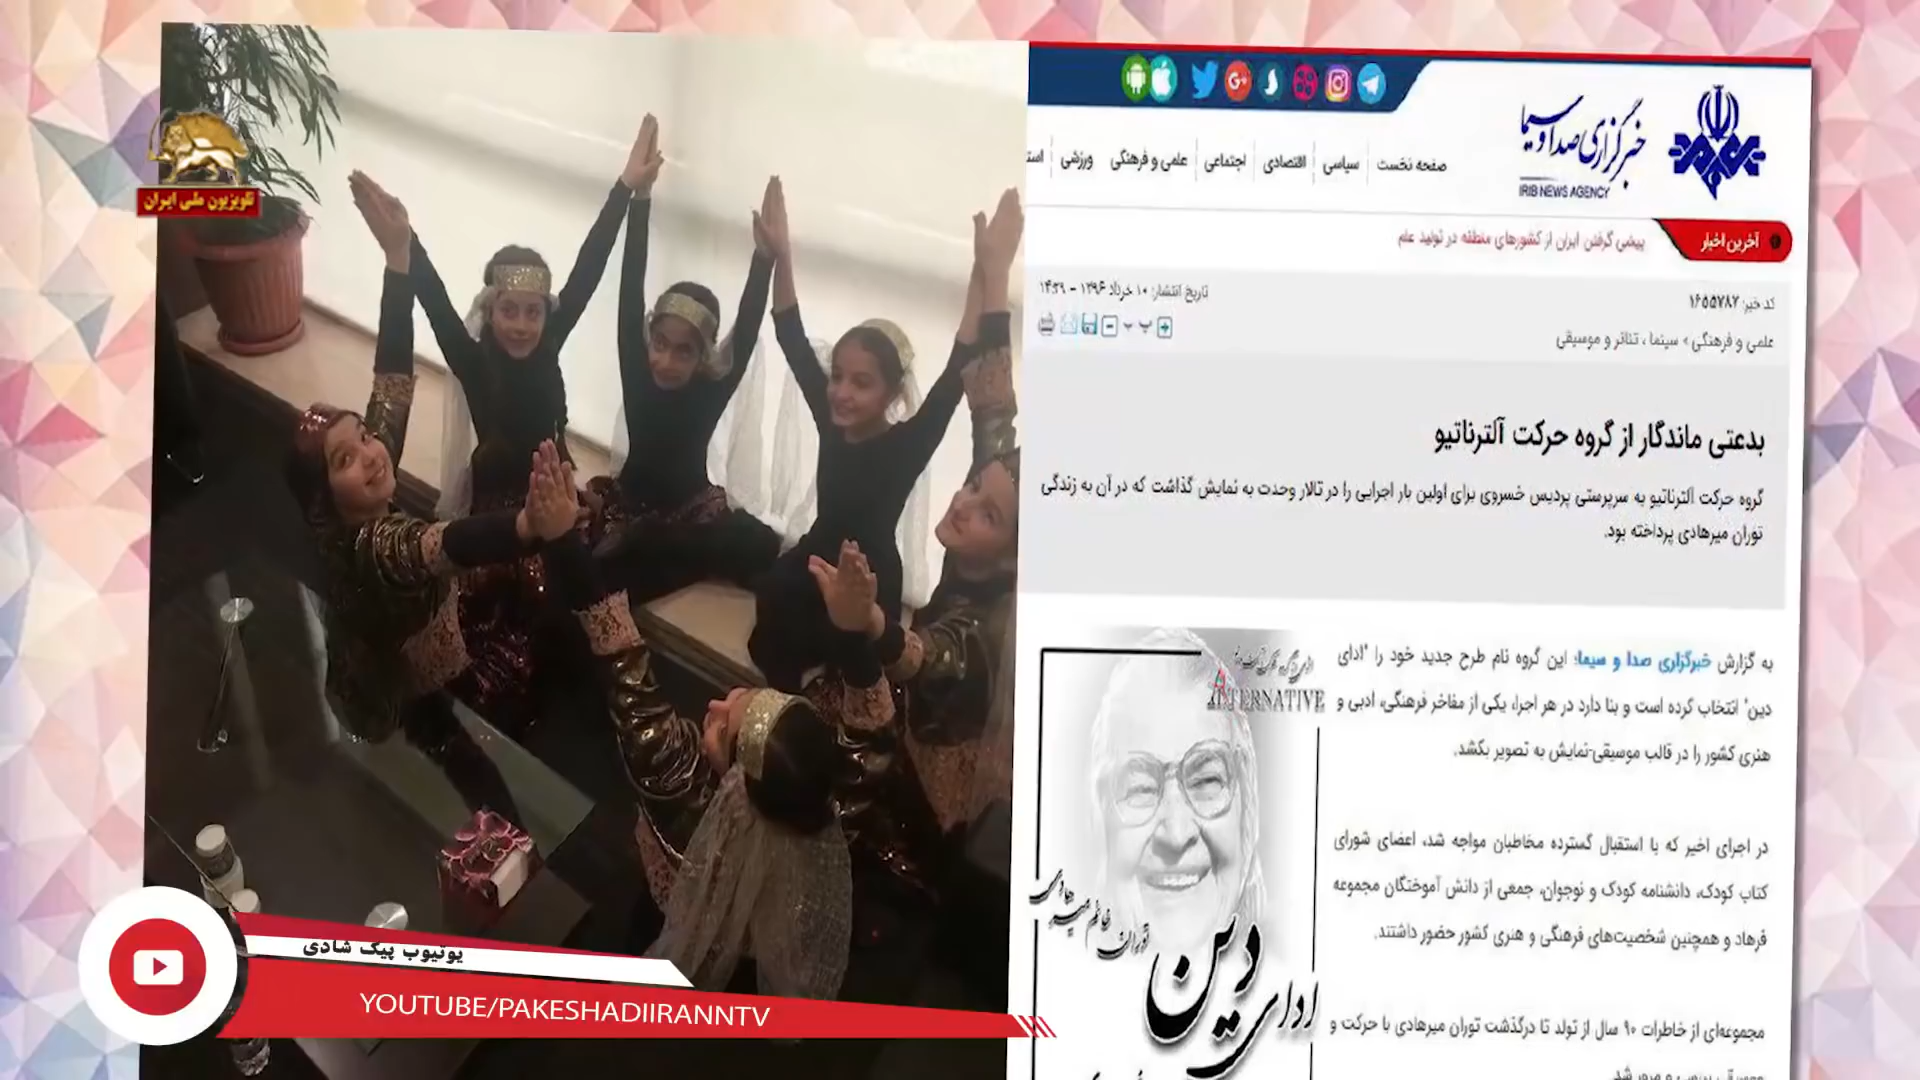 تلویزیون ملی ایران
خبرگزاری صدا و سیما
IRIB NEWS AGENCY
صفحه نخست
سیاسی
اقتصادی
اجتماعی
علمی و فرهنگی
ورزشی
آخرین اخبار
پیشی گرفتن ایران از کشورهای منطقه در تولید علم
کد خبر: ۱۶۵۵۷۸۷
تاریخ انتشار: ۱۰ خرداد ۱۳۹۶ - ۱۴:۲۹
علمی و فرهنگی » سینما ، تئاتر و موسیقی
بدعتی ماندگار از گروه حرکت آلترناتیو
گروه حرکت آلترناتیو به سرپرستی پردیس خسروی برای اولین بار اجرایی را در تالار وحدت به نمایش گذاشت که در آن به زندگی
توران میرهادی پرداخته بود.
به گزارش خبرگزاری صدا و سیما؛ این گروه نام طرح جدید خود را "ادای
دین" انتخاب کرده است و بنا دارد در هر اجرا، یکی از مفاخر فرهنگی، ادبی و
هنری کشور را در قالب موسیقی-نمایش به تصویر بکشد.
در اجرای اخیر که با استقبال گسترده مخاطبان مواجه شد، اعضای شورای
کتاب کودک، دانشنامه کودک و نوجوان، جمعی از دانش آموختگان مجموعه
فرهاد و همچنین شخصیت‌های فرهنگی و هنری کشور حضور داشتند.
مجموعه‌ای از خاطرات ۹۰ سال از تولد تا درگذشت توران میرهادی با حرکت و
ALTERNATIVE
توران خانم میرهادی
ادای دین
یوتیوب پیک شادی
YOUTUBE/PAKESHADIIRANNTV